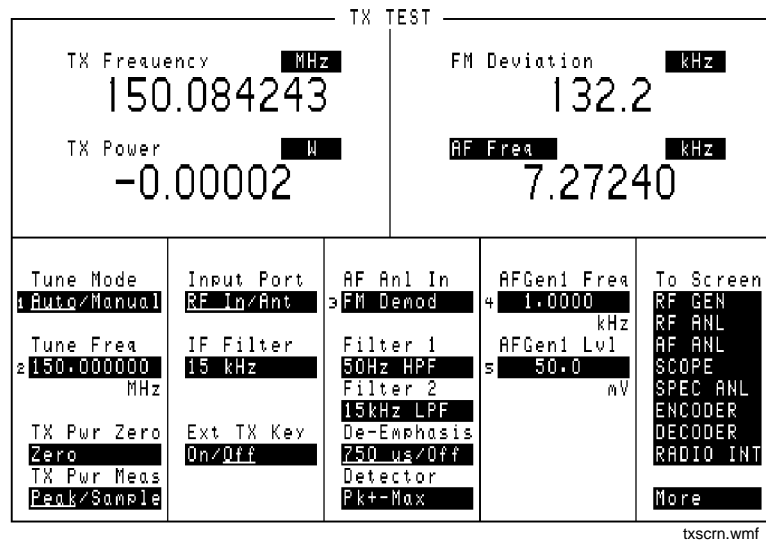 TX TEST
TX Frequency MHz
150.084243
FM Deviation kHz
132.2
TX Power W
-0.00002
AF Freq kHz
7.27240
Tune Mode
1 Auto/Manual
Tune Freq
2 150.000000
MHz
TX Pwr Zero
Zero
TX Pwr Meas
Peak/Sample
Input Port
RF In/Ant
IF Filter
15 kHz
Ext TX Key
On/Off
AF Anl In
3 FM Demod
Filter 1
50Hz HPF
Filter 2
15kHz LPF
De-Emphasis
750 us/Off
Detector
Pk+-Max
AFGen1 Freq
4 1.0000
kHz
AFGen1 Lvl
5 50.0
mV
To Screen
RF GEN
RF ANL
AF ANL
SCOPE
SPEC ANL
ENCODER
DECODER
RADIO INT
More
txscrn.wmf